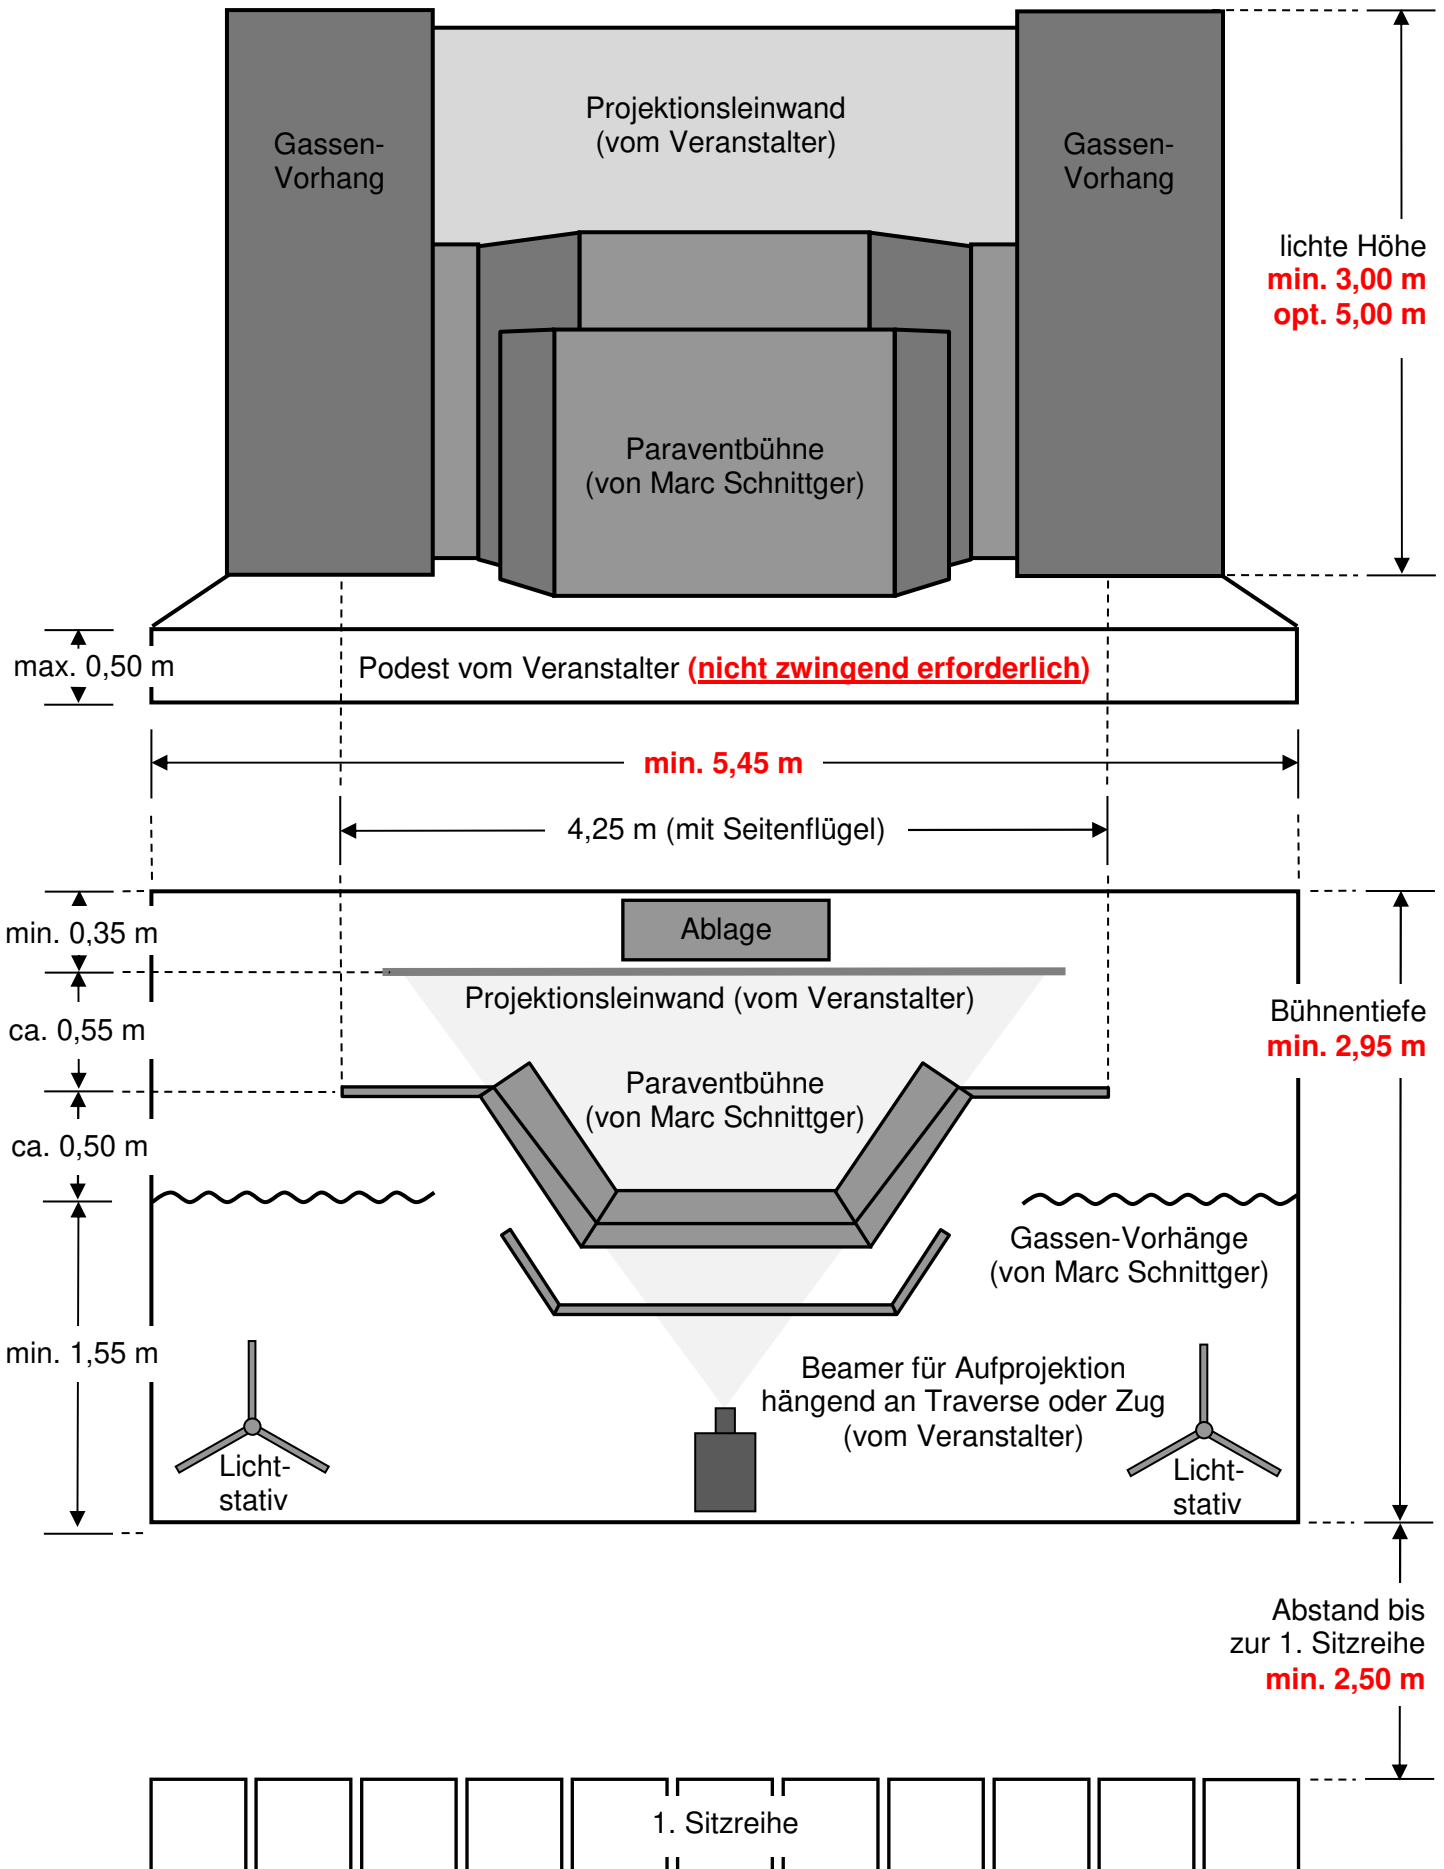 Projektionsleinwand
(vom Veranstalter)
Gassen-
Vorhang
Gassen-
Vorhang
lichte Höhe
min. 3,00 m
opt. 5,00 m
Paraventbühne
(von Marc Schnittger)
max. 0,50 m
Podest vom Veranstalter (nicht zwingend erforderlich)
min. 5,45 m
4,25 m (mit Seitenflügel)
min. 0,35 m
Ablage
Projektionsleinwand (vom Veranstalter)
ca. 0,55 m
Bühnentiefe
min. 2,95 m
Paraventbühne
(von Marc Schnittger)
ca. 0,50 m
Gassen-Vorhänge
(von Marc Schnittger)
min. 1,55 m
Beamer für Aufprojektion
hängend an Traverse oder Zug
(vom Veranstalter)
Licht-
stativ
Licht-
stativ
Abstand bis
zur 1. Sitzreihe
min. 2,50 m
1. Sitzreihe